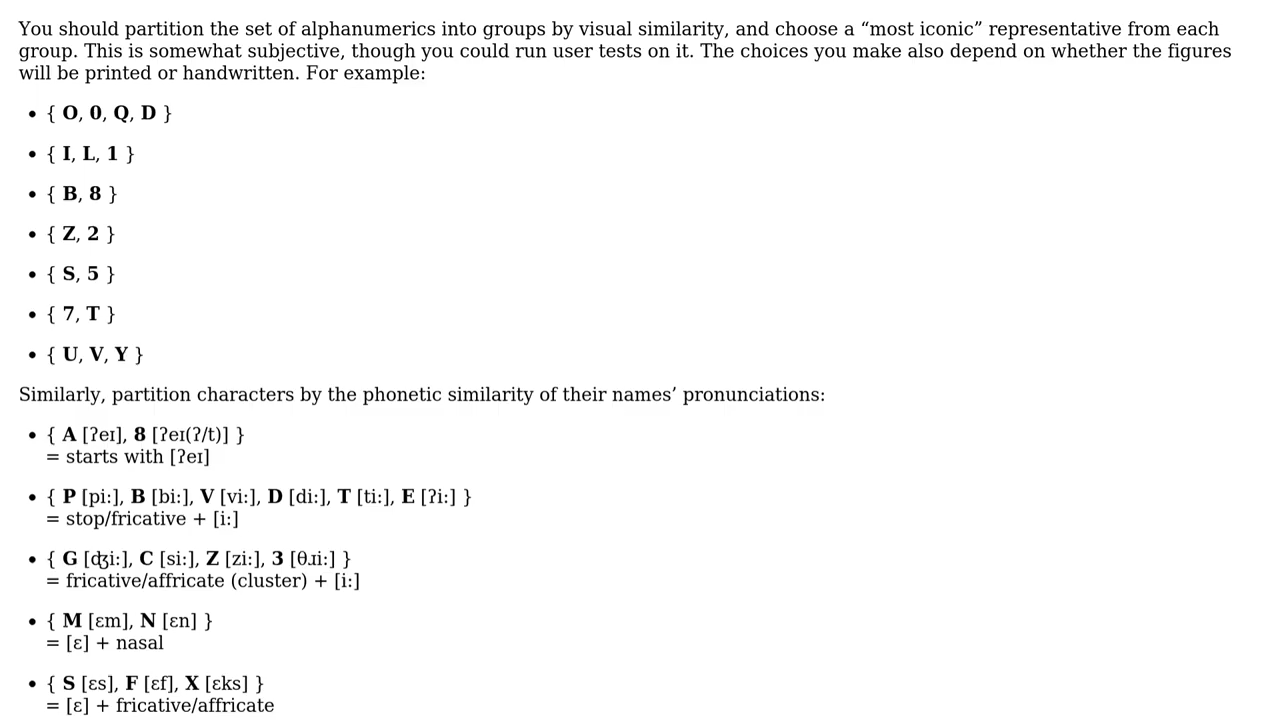 You should partition the set of alphanumerics into groups by visual similarity, and choose a “most iconic” representative from each
group. This is somewhat subjective, though you could run user tests on it. The choices you make also depend on whether the figures
will be printed or handwritten. For example:
• { O, 0, Q, D }
• { I, L, 1 }
• { B, 8 }
• { Z, 2 }
• { S, 5 }
• { 7, T }
• { U, V, Y }
Similarly, partition characters by the phonetic similarity of their names’ pronunciations:
• { A [ʔeɪ], 8 [ʔeɪ(ʔ/t)] }
= starts with [ʔeɪ]
• { P [pi:], B [bi:], V [vi:], D [di:], T [ti:], E [ʔi:] }
= stop/fricative + [i:]
• { G [ʤi:], C [si:], Z [zi:], 3 [θɹi:] }
= fricative/affricate (cluster) + [i:]
• { M [ɛm], N [ɛn] }
= [ɛ] + nasal
• { S [ɛs], F [ɛf], X [ɛks] }
= [ɛ] + fricative/affricate